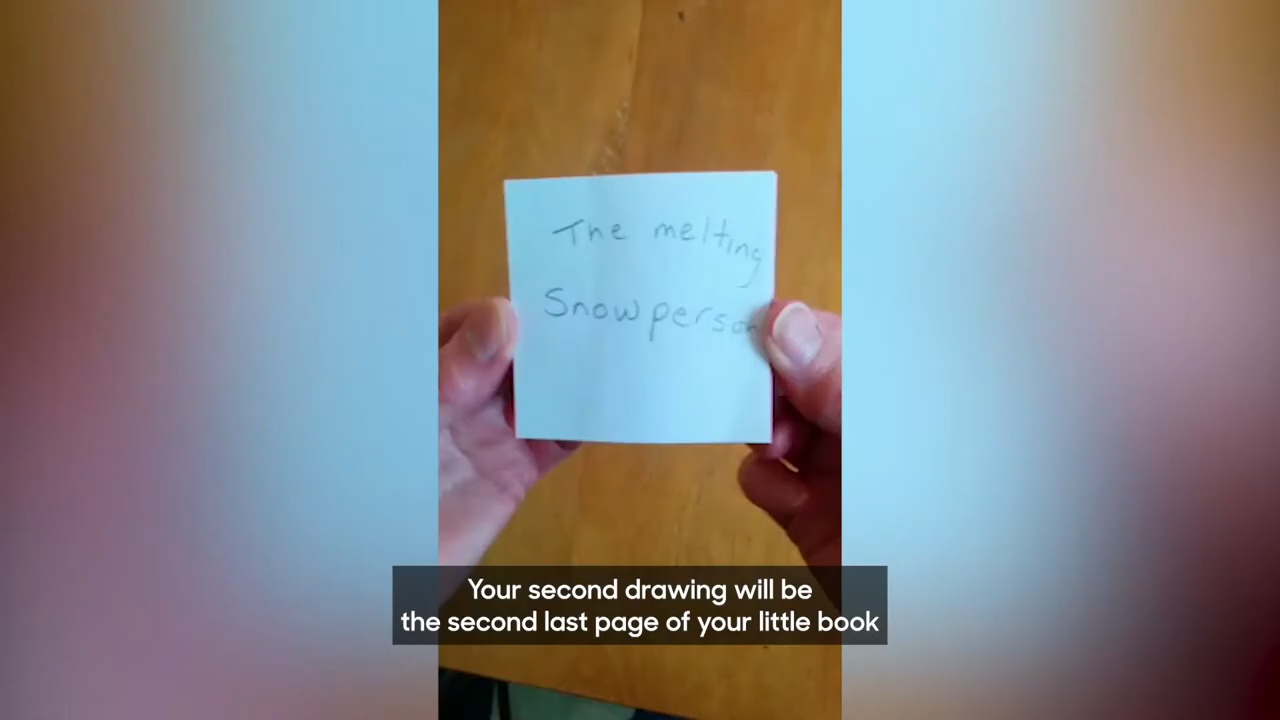 The melting
Snowperson
Your second drawing will be
the second last page of your little book